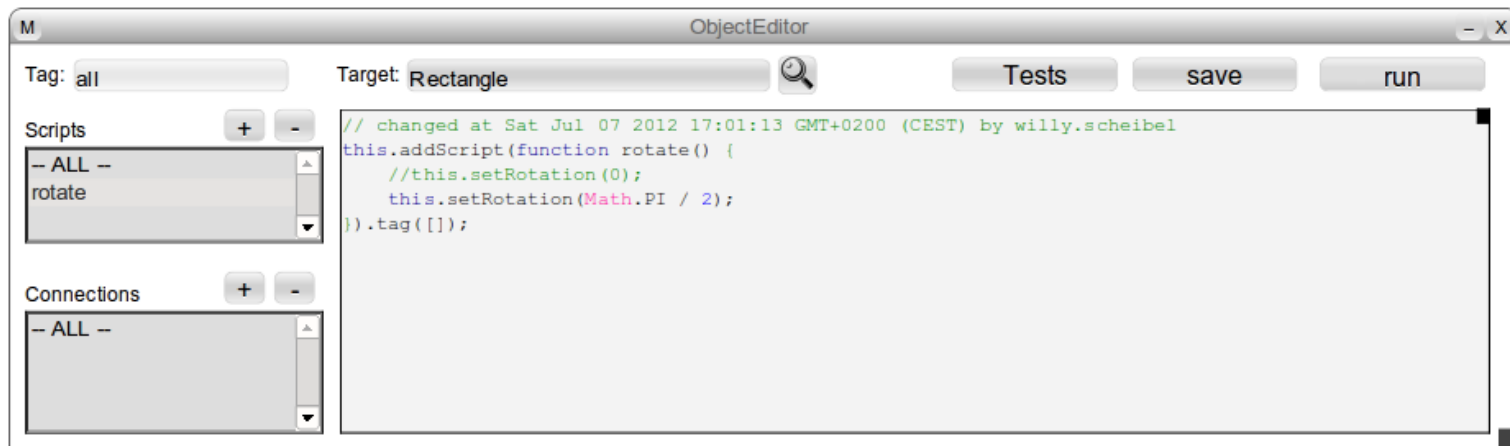 M ObjectEditor – X
Tag: all Target: Rectangle Tests save run
Scripts + -
-- ALL --
rotate
Connections + -
-- ALL --
// changed at Sat Jul 07 2012 17:01:13 GMT+0200 (CEST) by willy.scheibel
this.addScript(function rotate() {
    //this.setRotation(0);
    this.setRotation(Math.PI / 2);
}).tag([]);